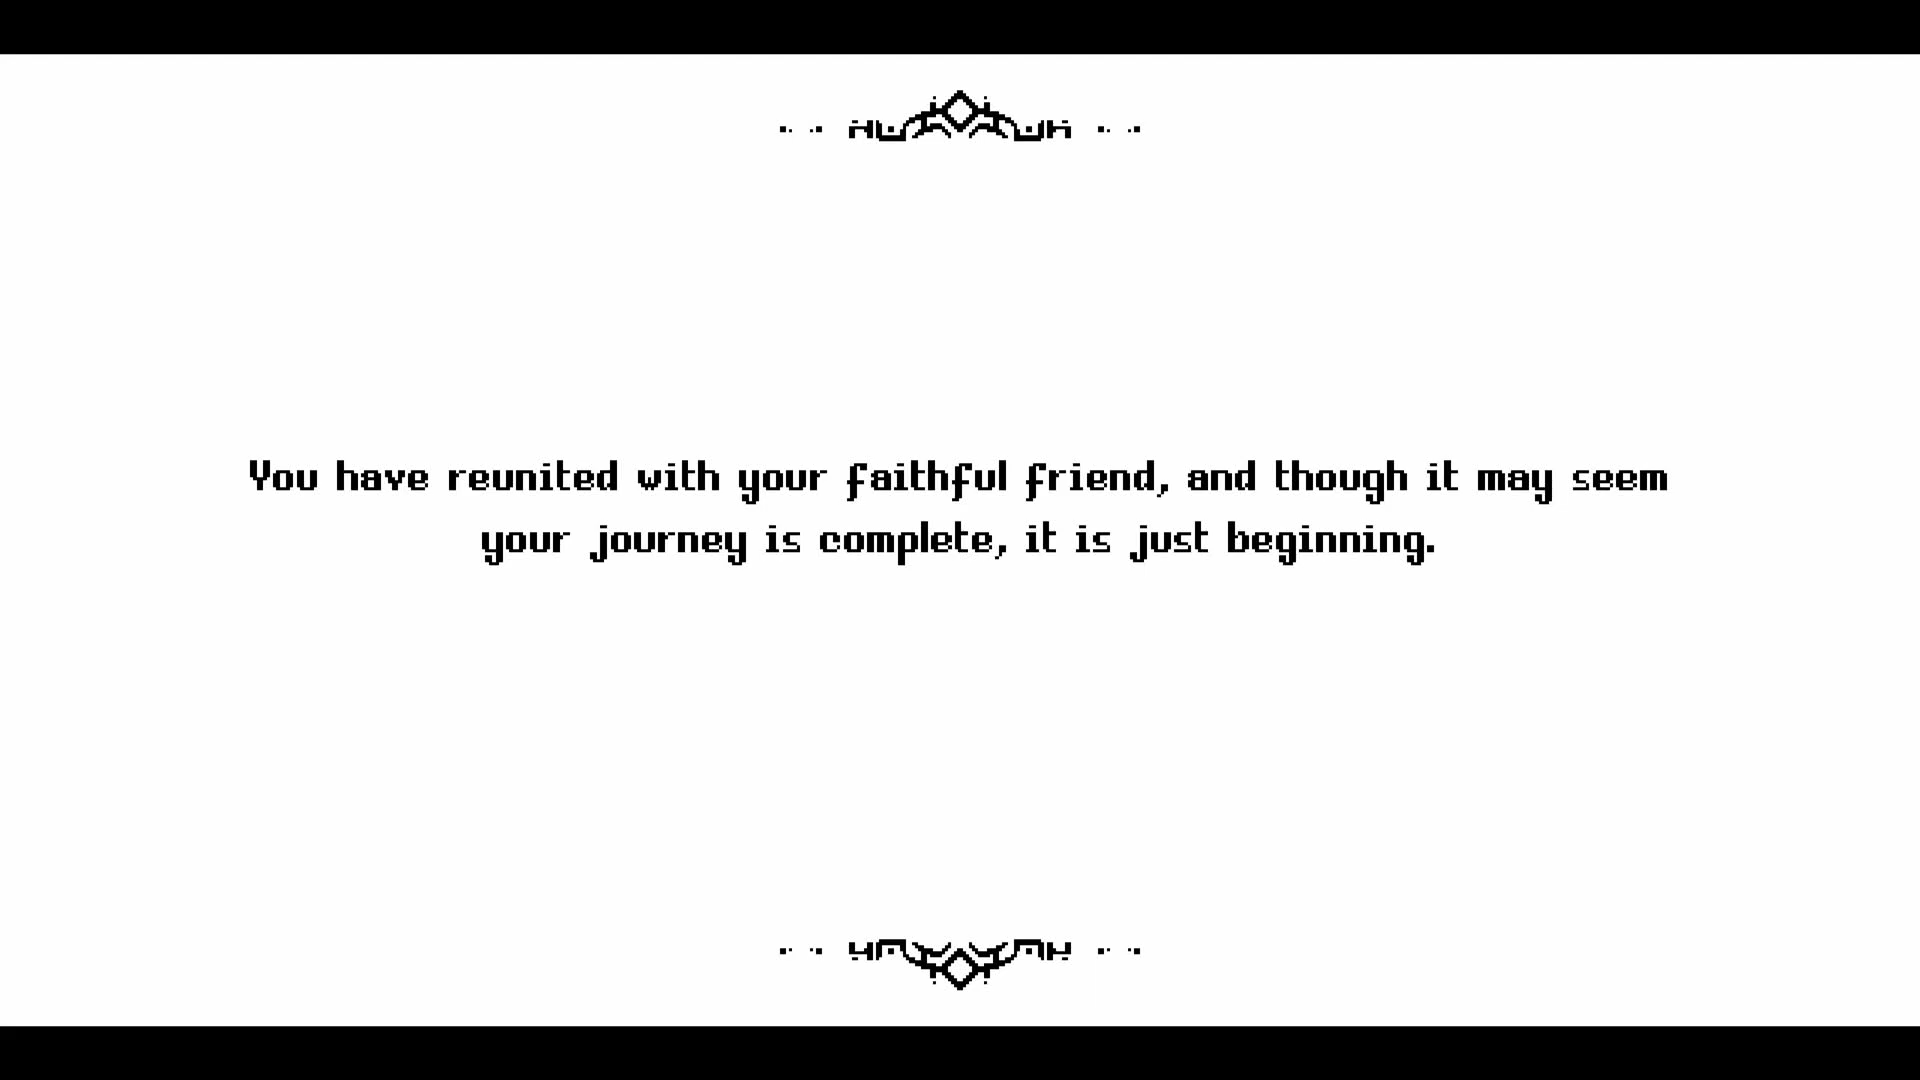 You have reunited with your faithful friend, and though it may seem
your journey is complete, it is just beginning.